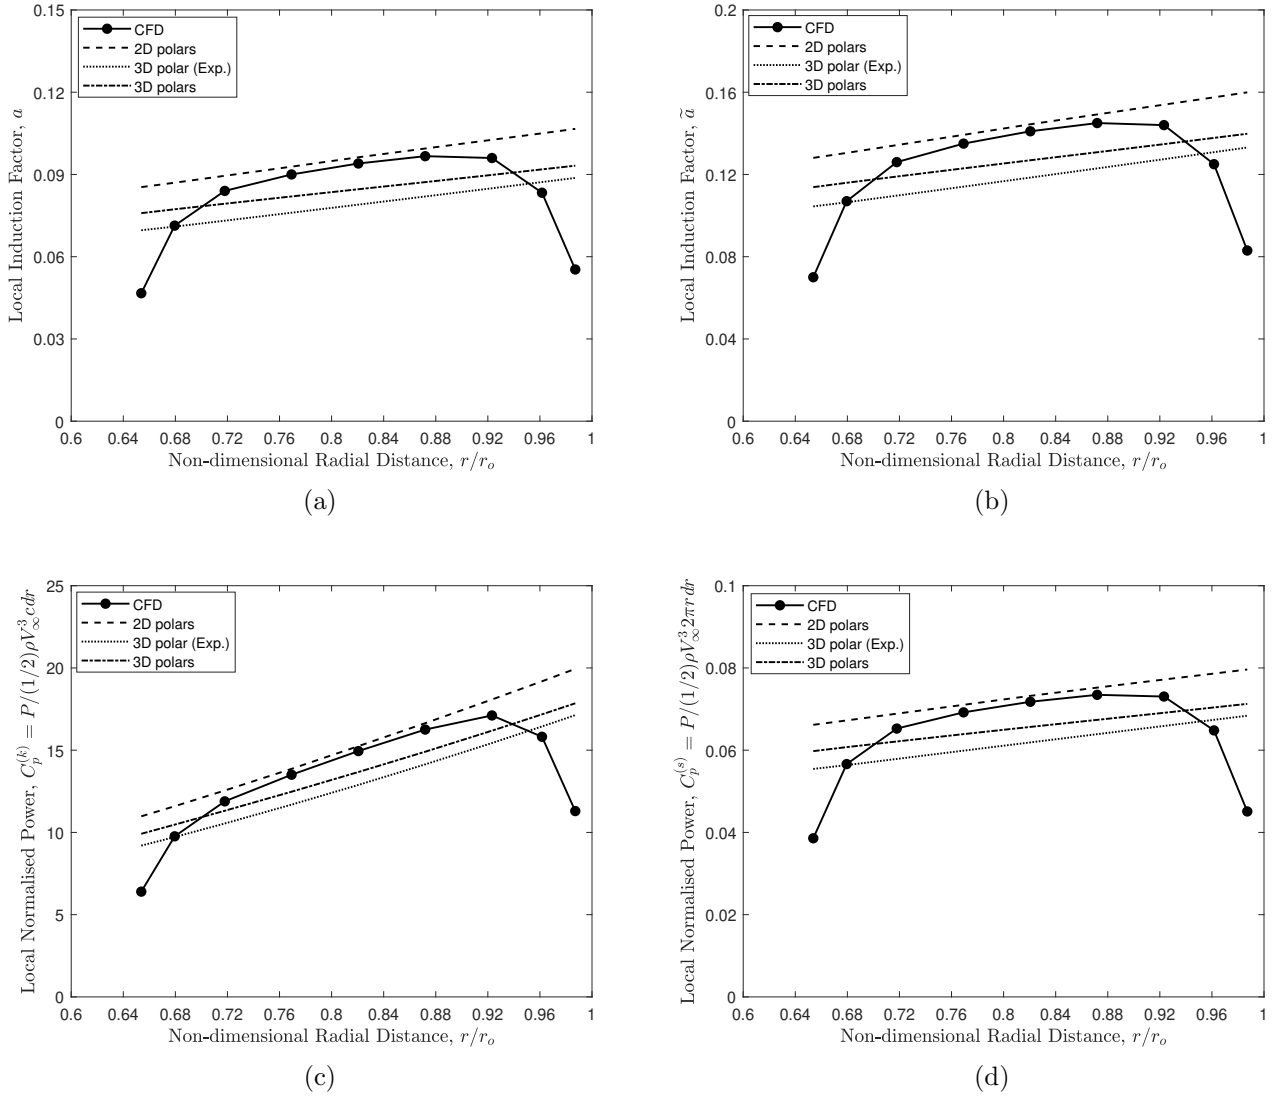 0.15
0.12
0.09
0.06
0.03
0
Local Induction Factor, a
CFD
2D polars
3D polar (Exp.)
3D polars
0.6 0.64 0.68 0.72 0.76 0.8 0.84 0.88 0.92 0.96 1
Non-dimensional Radial Distance, r/r_o
(a)
0.2
0.16
0.12
0.08
0.04
0
Local Induction Factor, ã
CFD
2D polars
3D polar (Exp.)
3D polars
0.6 0.64 0.68 0.72 0.76 0.8 0.84 0.88 0.92 0.96 1
Non-dimensional Radial Distance, r/r_o
(b)
25
20
15
10
5
0
Local Normalised Power, C_p^(k) = P/(1/2)ρV_∞^3cdr
CFD
2D polars
3D polar (Exp.)
3D polars
0.6 0.64 0.68 0.72 0.76 0.8 0.84 0.88 0.92 0.96 1
Non-dimensional Radial Distance, r/r_o
(c)
0.1
0.08
0.06
0.04
0.02
0
Local Normalised Power, C_p^(s) = P/(1/2)ρV_∞^3 2πrdr
CFD
2D polars
3D polar (Exp.)
3D polars
0.6 0.64 0.68 0.72 0.76 0.8 0.84 0.88 0.92 0.96 1
Non-dimensional Radial Distance, r/r_o
(d)